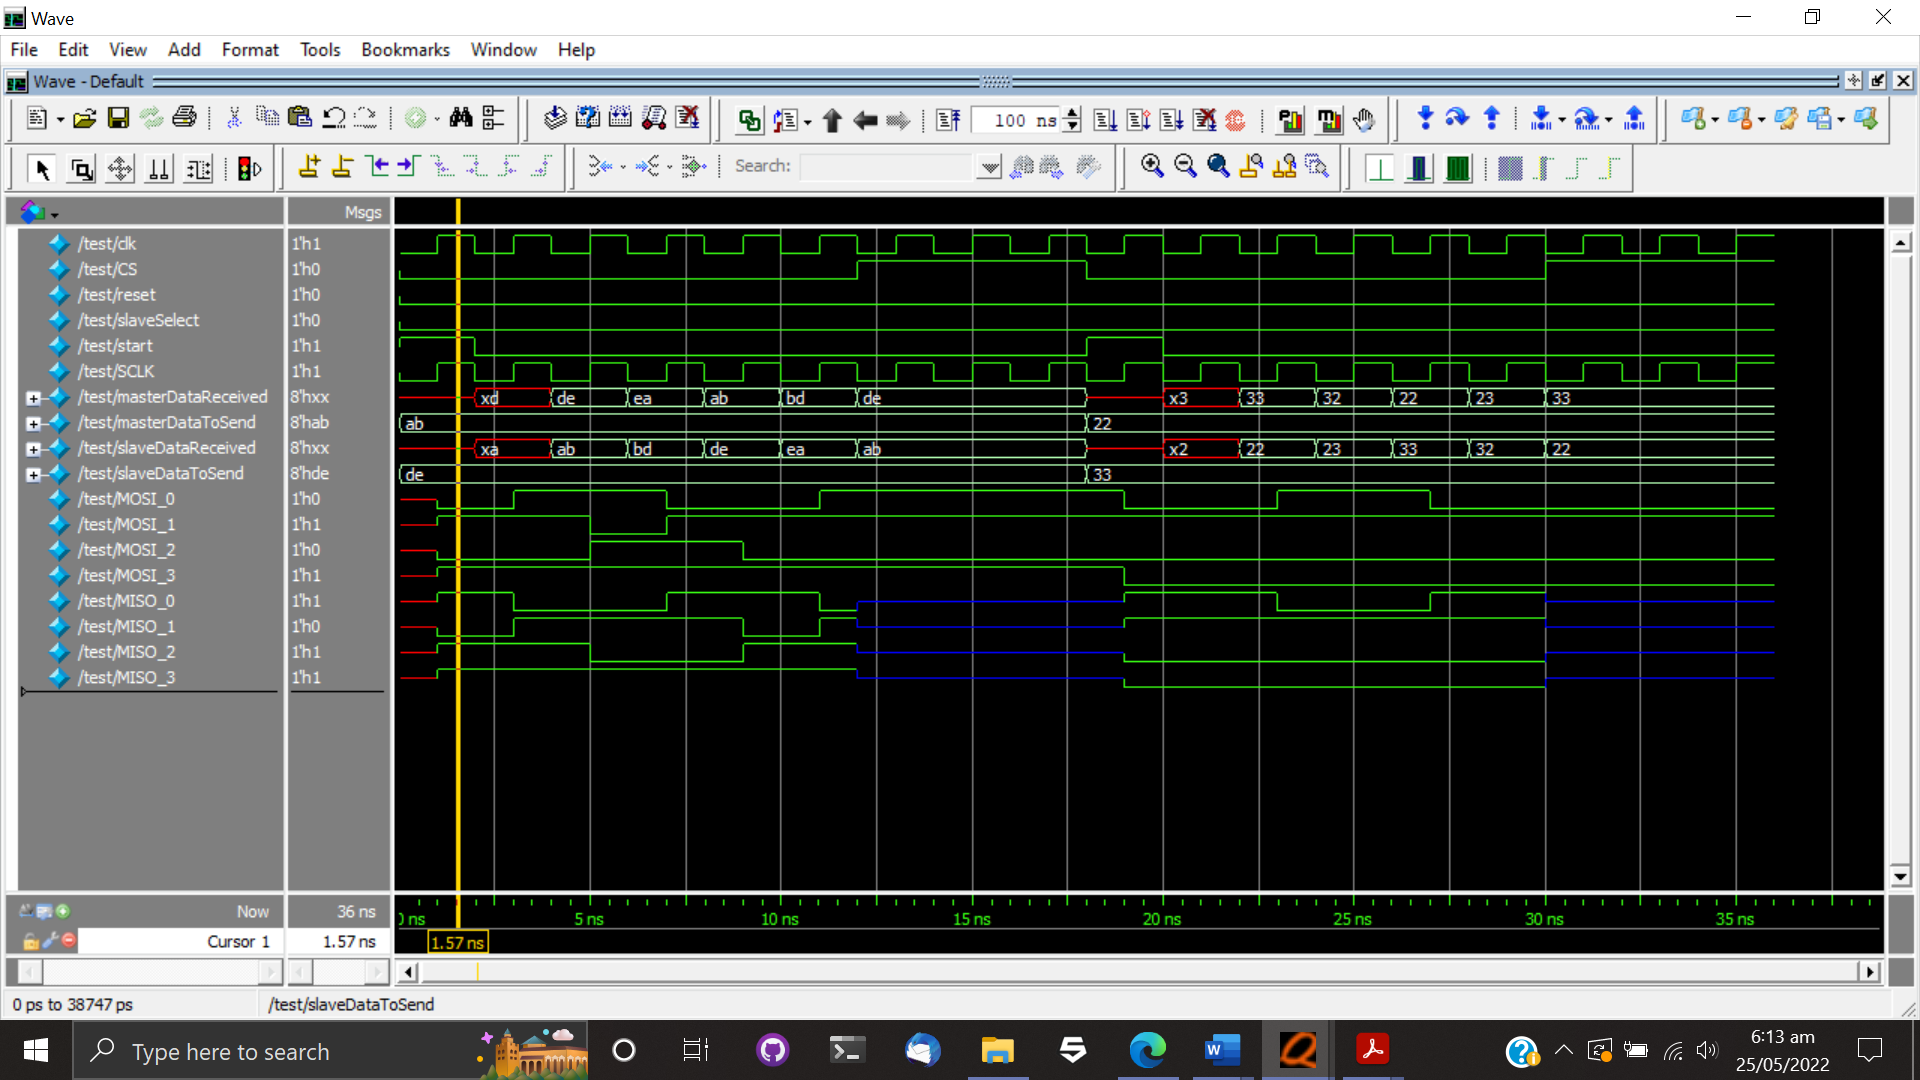 Wave
File Edit View Add Format Tools Bookmarks Window Help
Wave - Default
100 ns
Search:
Msgs
/test/clk 1'h1
/test/CS 1'h0
/test/reset 1'h0
/test/slaveSelect 1'h0
/test/start 1'h1
/test/SCLK 1'h1
/test/masterDataReceived 8'hxx xd de ea ab bd de x3 33 32 22 23 33
/test/masterDataToSend 8'hab ab 22
/test/slaveDataReceived 8'hxx xa ab bd de ea ab x2 22 23 33 32 22
/test/slaveDataToSend 8'hde de 33
/test/MOSI_0 1'h0
/test/MOSI_1 1'h1
/test/MOSI_2 1'h0
/test/MOSI_3 1'h1
/test/MISO_0 1'h1
/test/MISO_1 1'h0
/test/MISO_2 1'h1
/test/MISO_3 1'h1
Now 36 ns ns 5 ns 10 ns 15 ns 20 ns 25 ns 30 ns 35 ns
Cursor 1 1.57 ns 1.57 ns
0 ps to 38747 ps /test/slaveDataToSend
Type here to search
6:13 am
25/05/2022